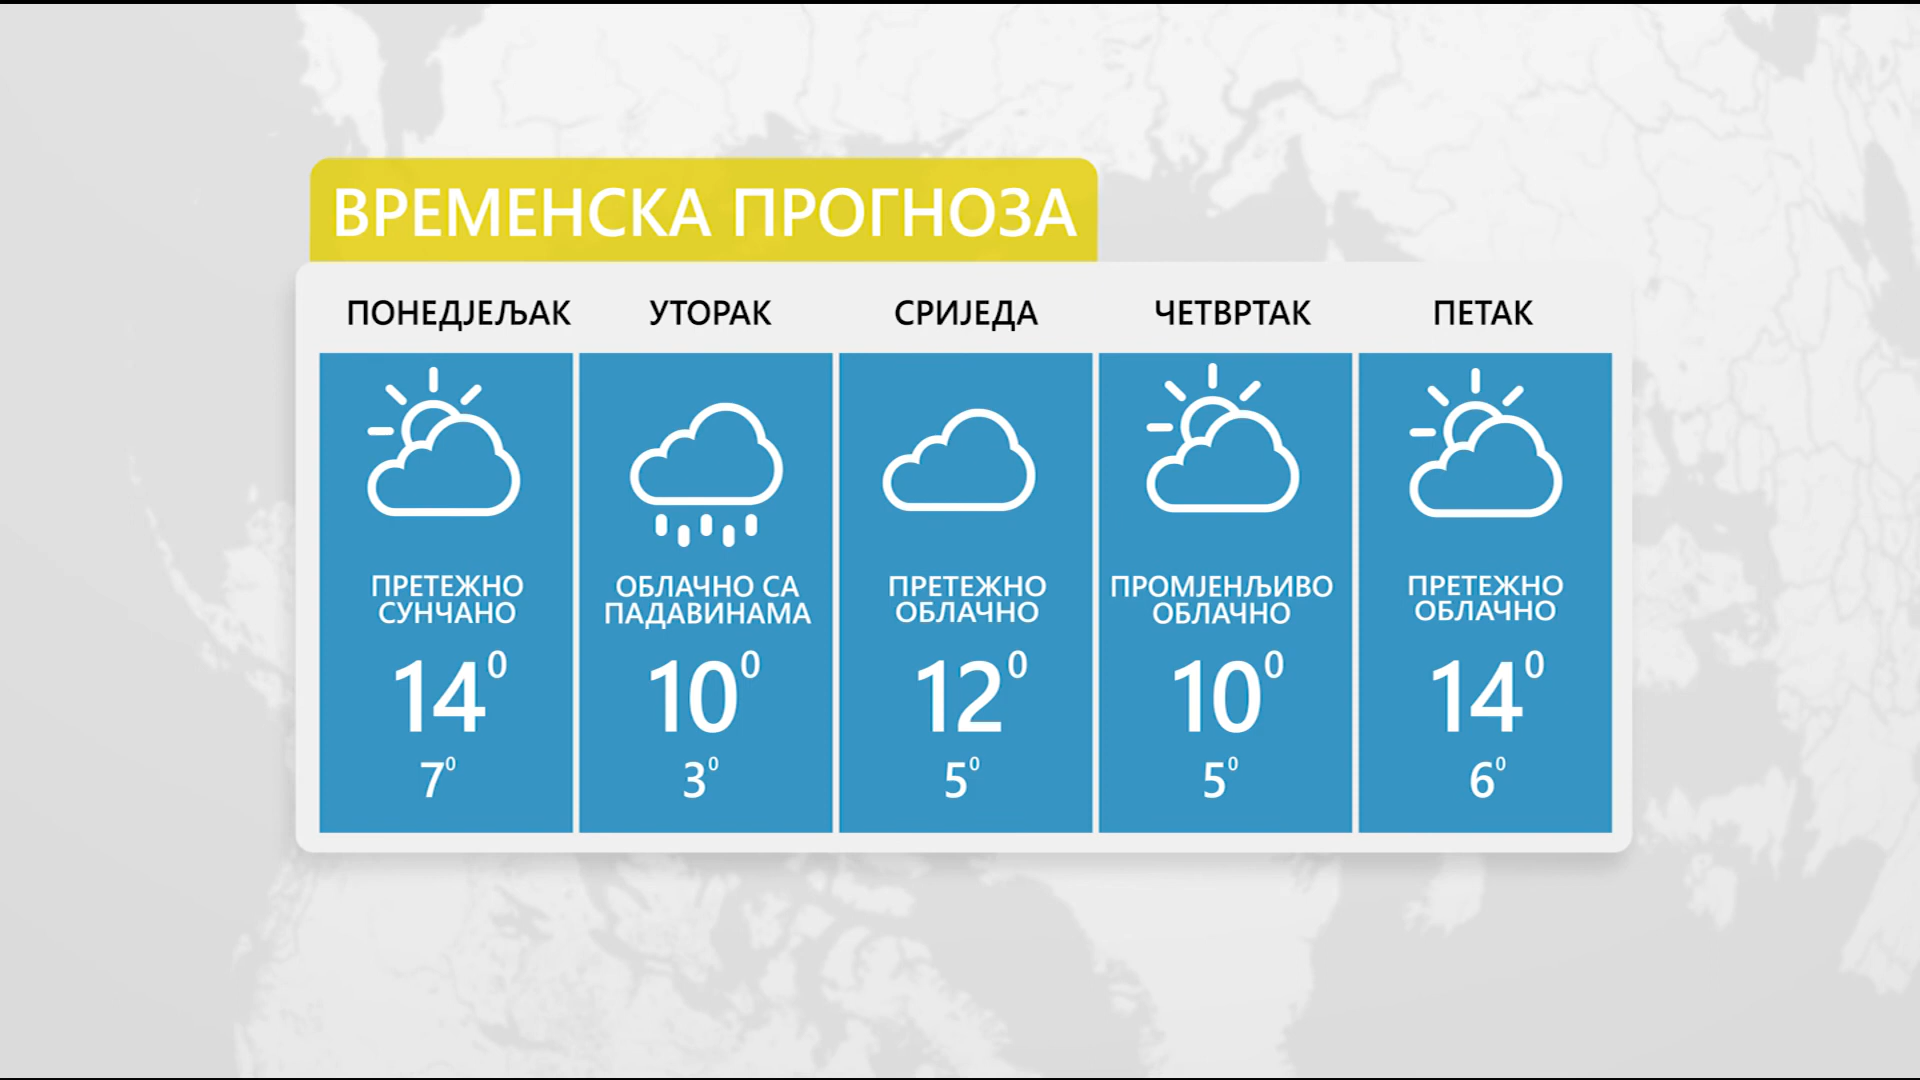 ВРЕМЕНСКА ПРОГНОЗА
ПОНЕДЈЕЉАК
УТОРАК
СРИЈЕДА
ЧЕТВРТАК
ПЕТАК
ПРЕТЕЖНО
СУНЧАНО
14⁰
7⁰
ОБЛАЧНО СА
ПАДАВИНАМА
10⁰
3⁰
ПРЕТЕЖНО
ОБЛАЧНО
12⁰
5⁰
ПРОМЈЕНЉИВО
ОБЛАЧНО
10⁰
5⁰
ПРЕТЕЖНО
ОБЛАЧНО
14⁰
6⁰